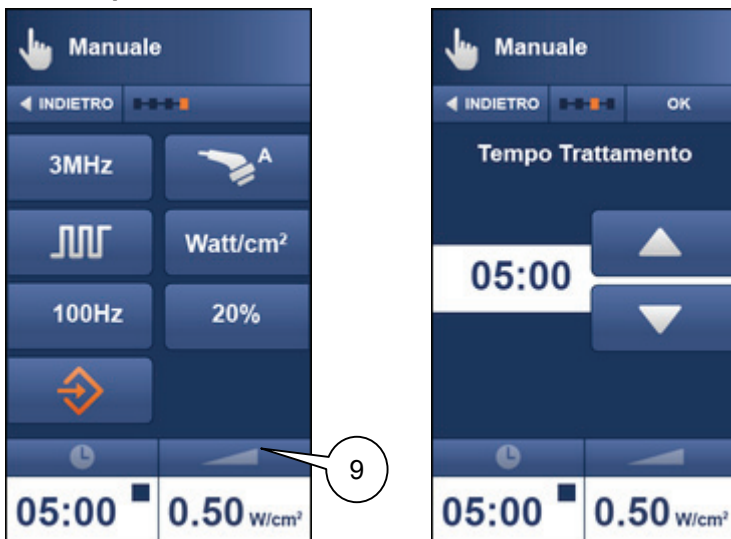 Manuale
INDIETRO
3MHz
A
Watt/cm²
100Hz
20%
9
05:00
0.50 W/cm²
Manuale
INDIETRO
OK
Tempo Trattamento
05:00
05:00
0.50 W/cm²